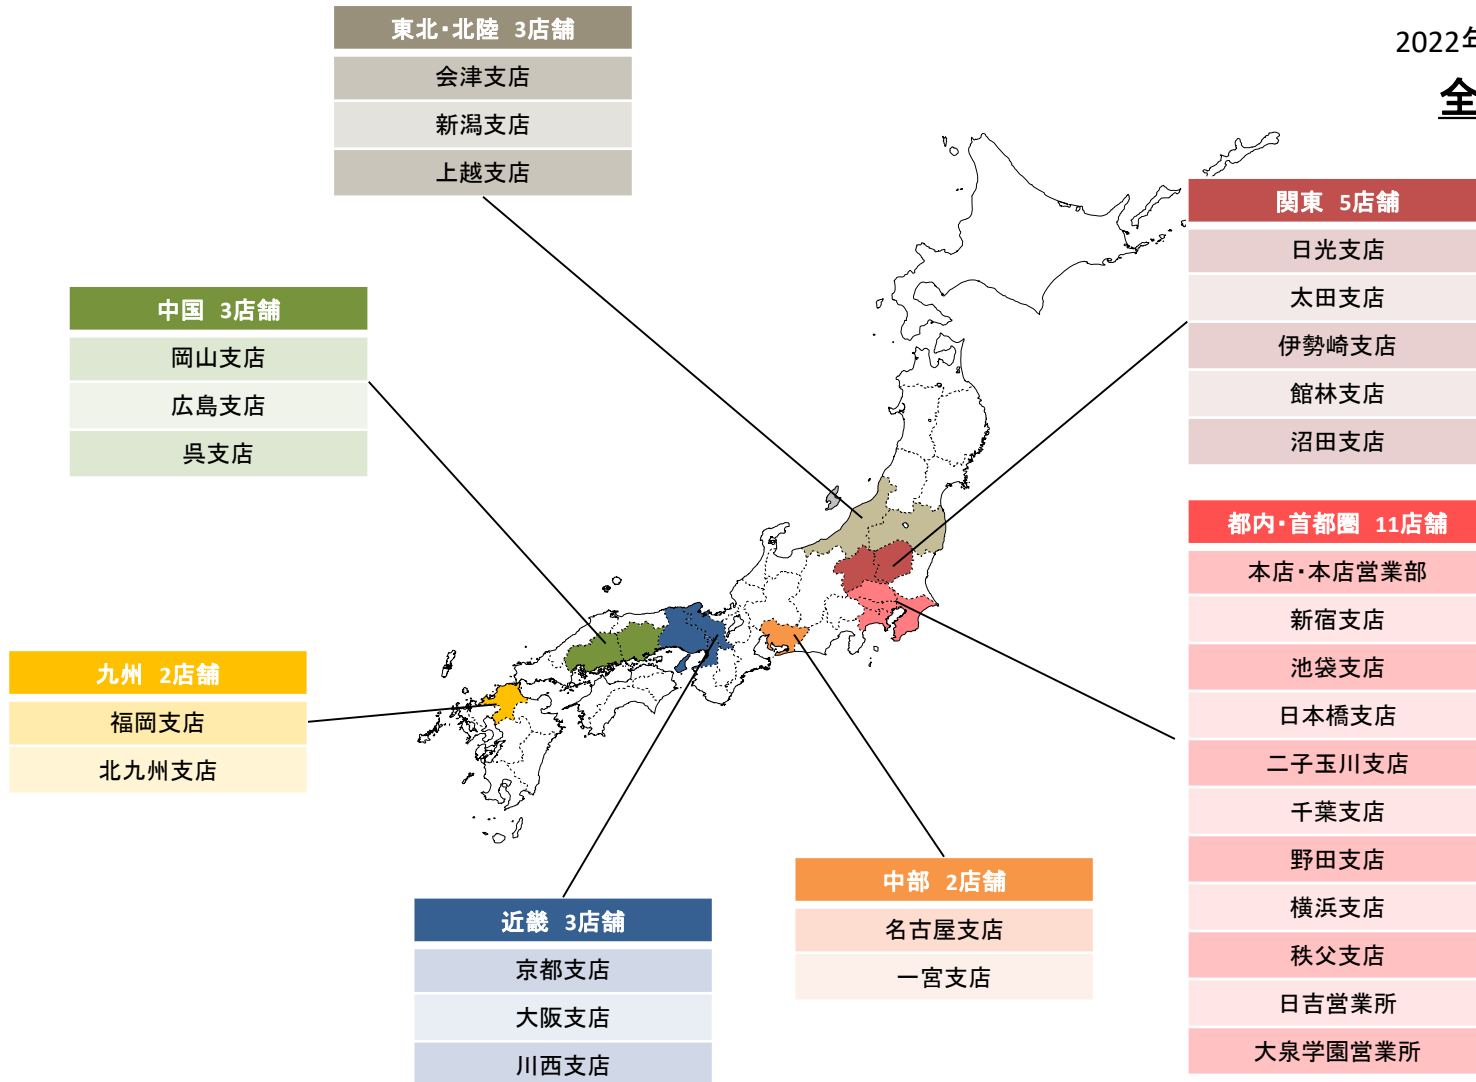 2022年
全
東北・北陸 3店舗
会津支店
新潟支店
上越支店
関東 5店舗
日光支店
太田支店
伊勢崎支店
館林支店
沼田支店
中国 3店舗
岡山支店
広島支店
呉支店
都内・首都圏 11店舗
本店・本店営業部
新宿支店
池袋支店
日本橋支店
二子玉川支店
千葉支店
野田支店
横浜支店
秩父支店
日吉営業所
大泉学園営業所
九州 2店舗
福岡支店
北九州支店
中部 2店舗
名古屋支店
一宮支店
近畿 3店舗
京都支店
大阪支店
川西支店